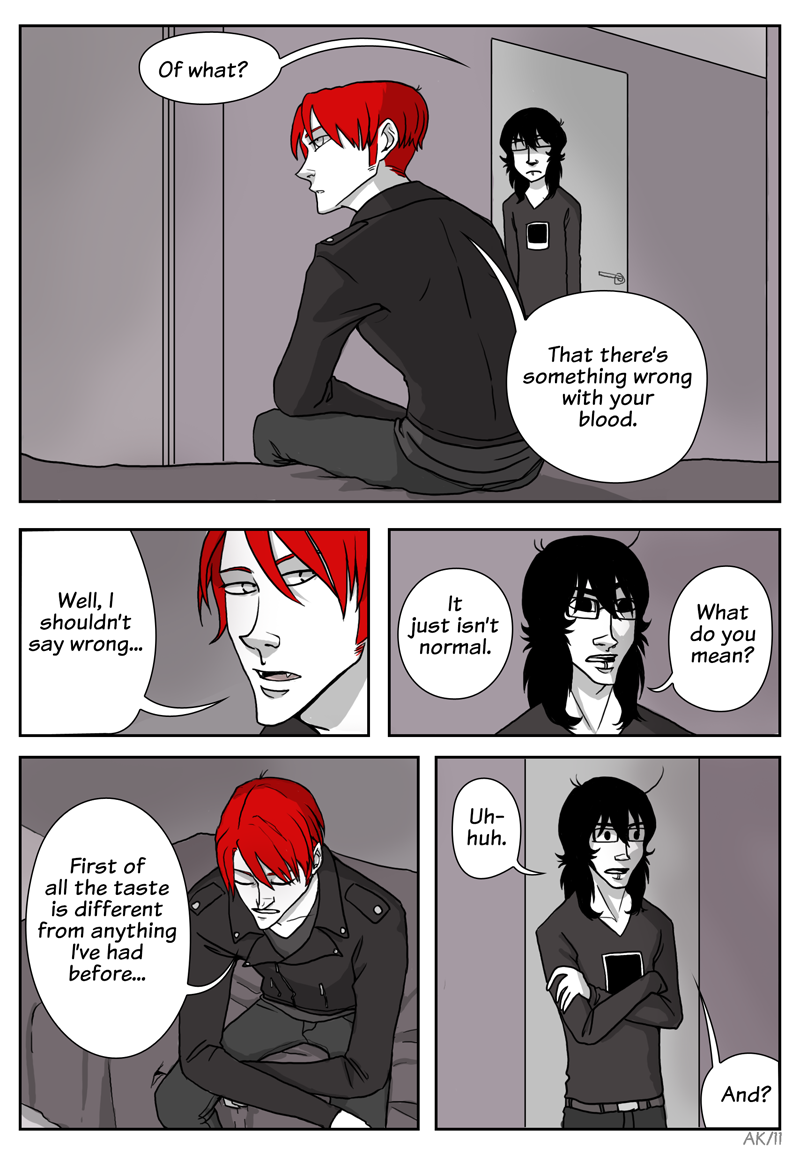 Of what?
That there's
something wrong
with your
blood.
Well, I
shouldn't
say wrong...
It
just isn't
normal.
What
do you
mean?
First of
all the taste
is different
from anything
I've had
before...
Uh-
huh.
And?
AK/11